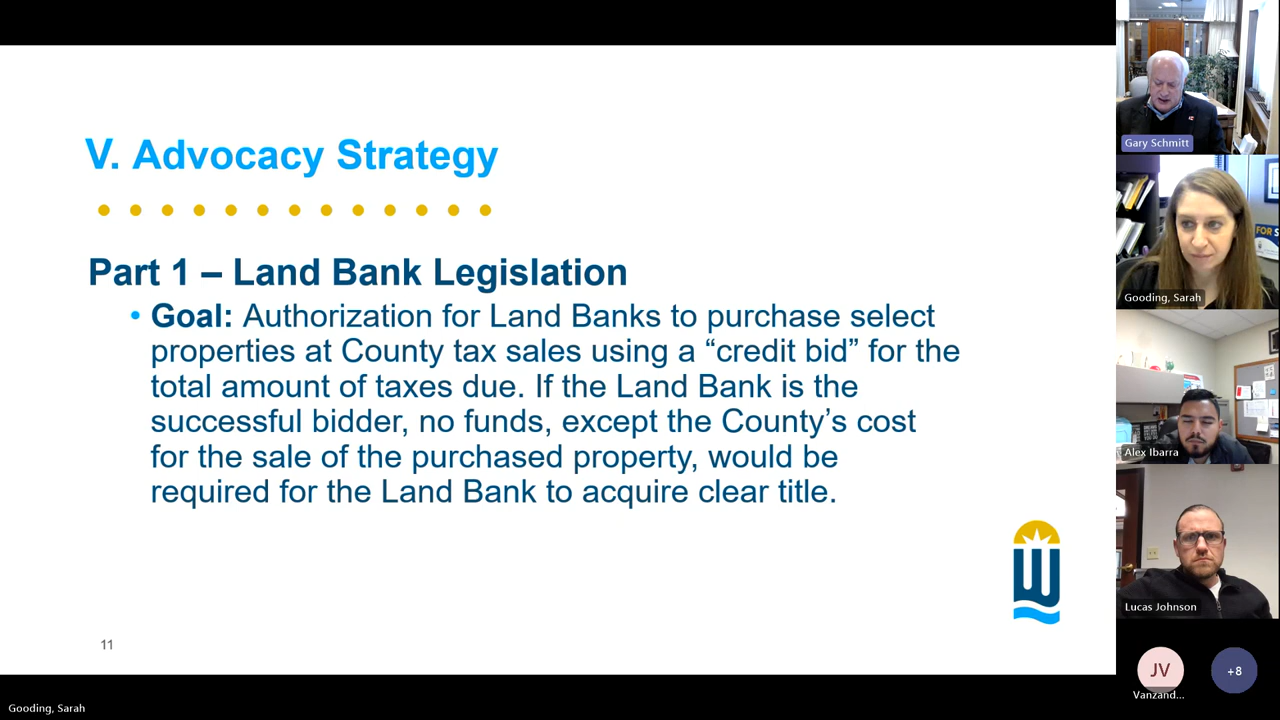 V. Advocacy Strategy
Part 1 – Land Bank Legislation
• Goal: Authorization for Land Banks to purchase select
properties at County tax sales using a “credit bid” for the
total amount of taxes due. If the Land Bank is the
successful bidder, no funds, except the County’s cost
for the sale of the purchased property, would be
required for the Land Bank to acquire clear title.
W
11
Gooding, Sarah
Gary Schmitt
FOR S
Gooding, Sarah
Alex Ibarra
Lucas Johnson
JV
+8
Vanzand...